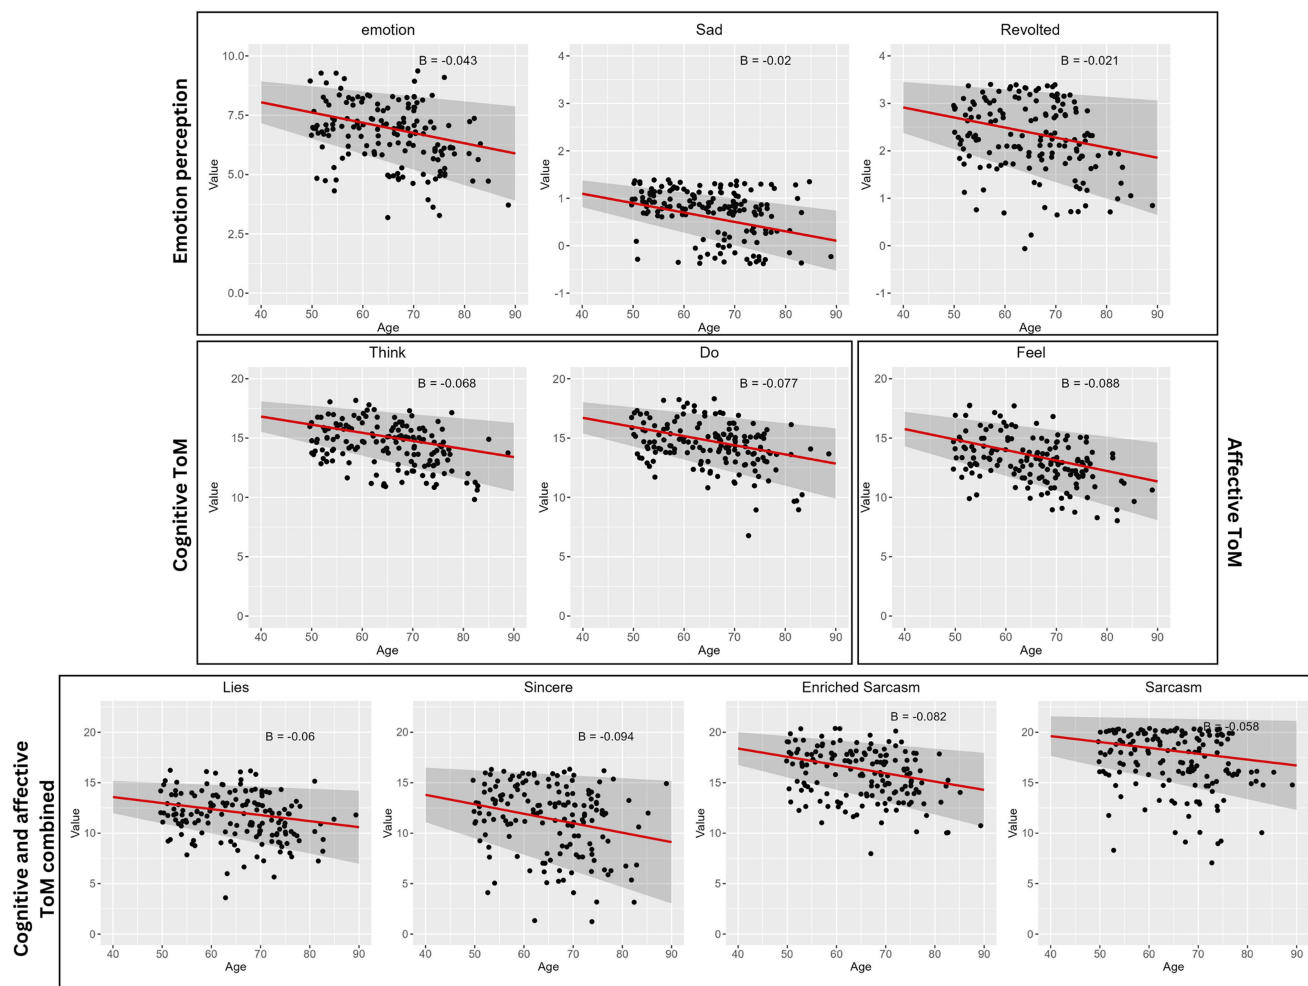 emotion Sad Revolted
Emotion perception
B = -0.043 B = -0.02 B = -0.021
Value
10.0
7.5
5.0
2.5
0.0
40 50 60 70 80 90
Age
Value
4
3
2
1
0
-1
40 50 60 70 80 90
Age
Value
4
3
2
1
0
-1
40 50 60 70 80 90
Age
Think Do Feel
Cognitive ToM
Affective ToM
B = -0.068 B = -0.077 B = -0.088
Value
20
15
10
5
0
40 50 60 70 80 90
Age
Value
20
15
10
5
0
40 50 60 70 80 90
Age
Value
20
15
10
5
0
40 50 60 70 80 90
Age
Lies Sincere Enriched Sarcasm Sarcasm
Cognitive and affective
ToM combined
B = -0.06 B = -0.094 B = -0.082 B = -0.058
Value
20
15
10
5
0
40 50 60 70 80 90
Age
Value
20
15
10
5
0
40 50 60 70 80 90
Age
Value
20
15
10
5
0
40 50 60 70 80 90
Age
Value
20
15
10
5
0
40 50 60 70 80 90
Age